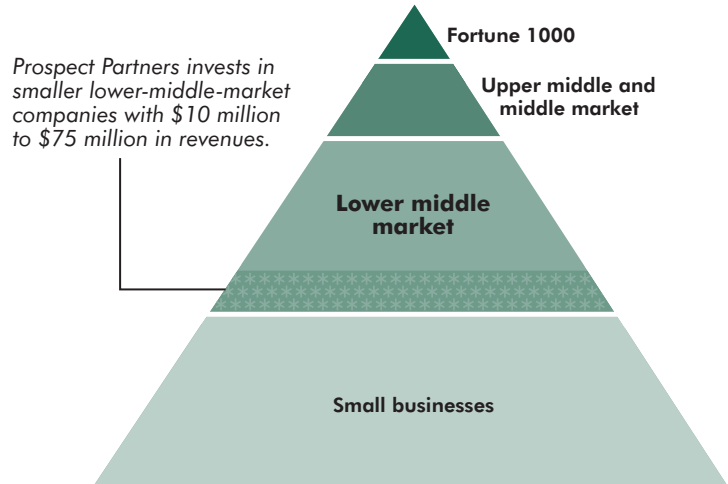 Fortune 1000
Prospect Partners invests in
smaller lower-middle-market
companies with $10 million
to $75 million in revenues.
Upper middle and
middle market
Lower middle
market
Small businesses